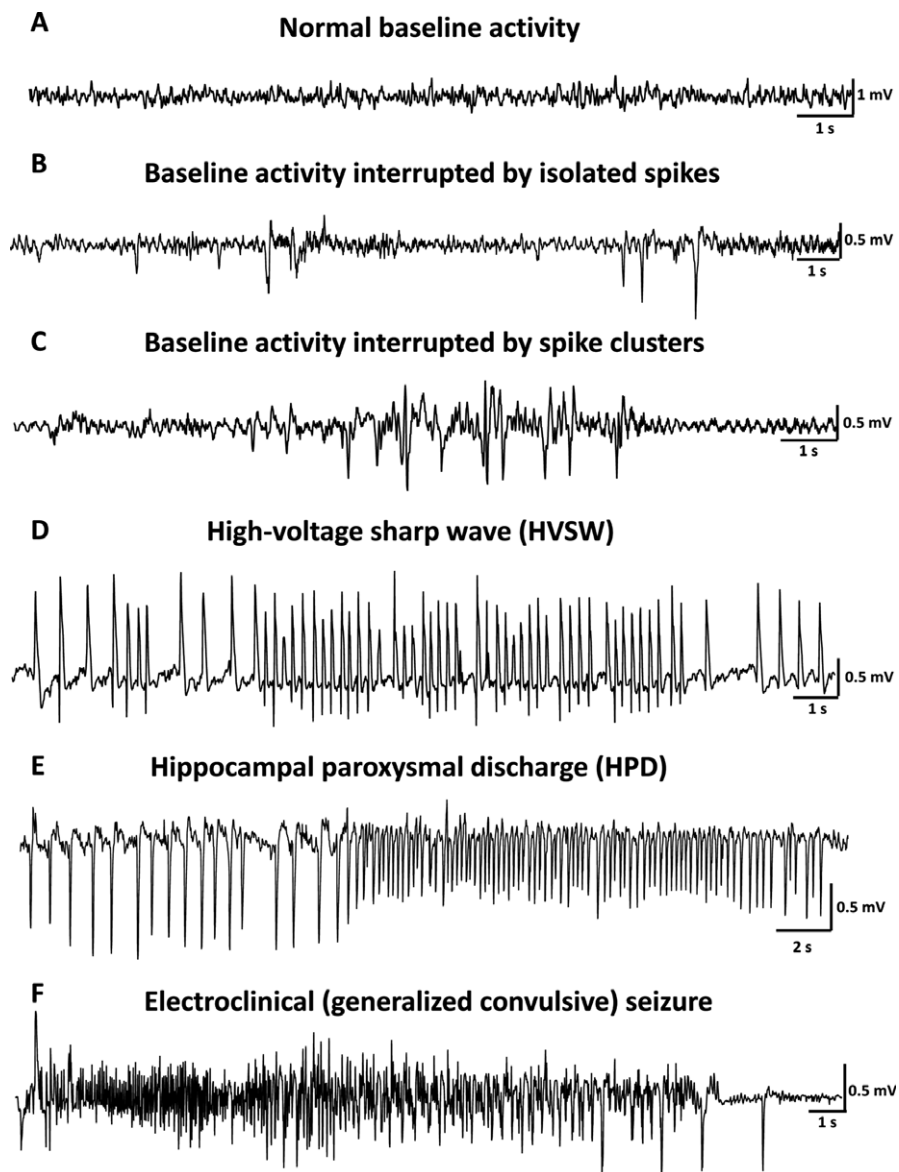 A Normal baseline activity
1 mV
1 s
B Baseline activity interrupted by isolated spikes
0.5 mV
1 s
C Baseline activity interrupted by spike clusters
0.5 mV
1 s
D High-voltage sharp wave (HVSW)
0.5 mV
1 s
E Hippocampal paroxysmal discharge (HPD)
0.5 mV
2 s
F Electroclinical (generalized convulsive) seizure
0.5 mV
1 s